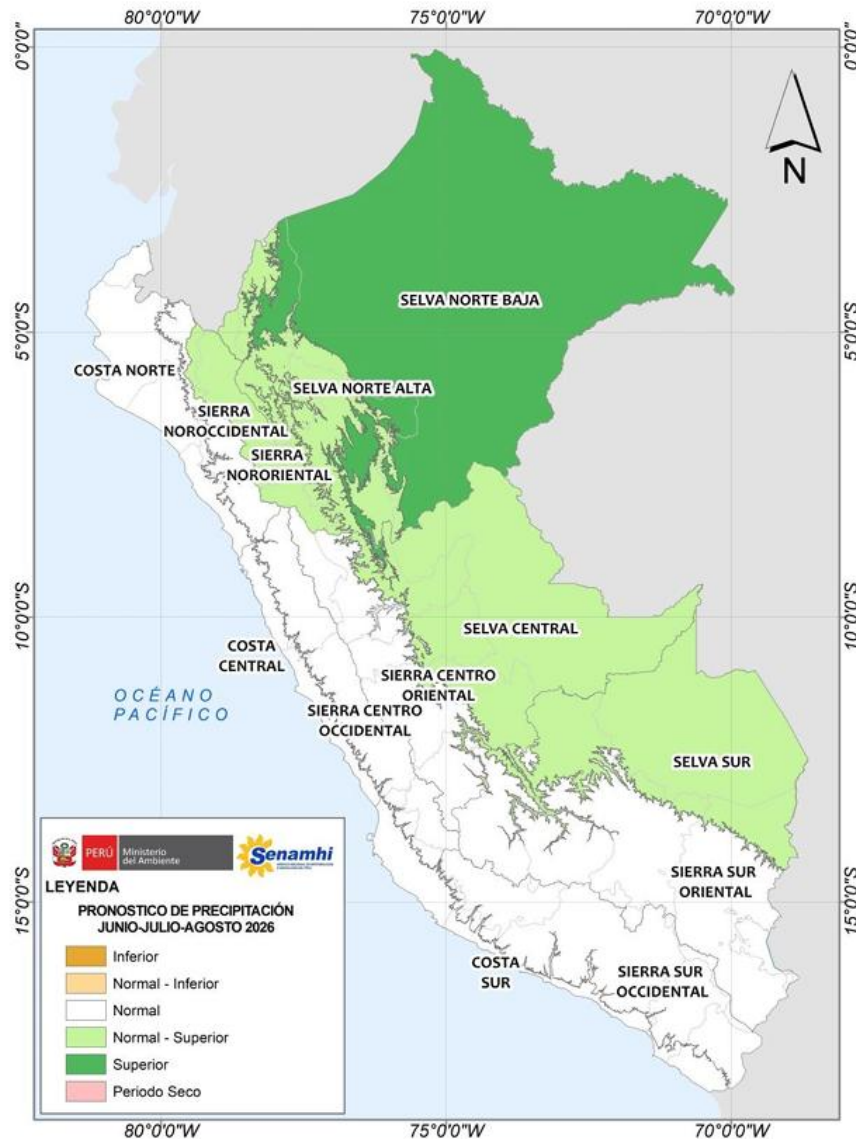 80°0'0"W 75°0'0"W 70°0'0"W
0°0'0" 0°0'0"
N
SELVA NORTE BAJA
5°0'0"S 5°0'0"S
COSTA NORTE
SELVA NORTE ALTA
SIERRA
NOROCCIDENTAL
SIERRA
NORORIENTAL
10°0'0"S 10°0'0"S
SELVA CENTRAL
COSTA
CENTRAL
SIERRA CENTRO
ORIENTAL
OCÉANO
PACÍFICO
SIERRA CENTRO
OCCIDENTAL
SELVA SUR
SIERRA SUR
ORIENTAL
15°0'0"S 15°0'0"S
COSTA
SUR
SIERRA SUR
OCCIDENTAL
PERÚ Ministerio
del Ambiente
Senamhi
LEYENDA
PRONOSTICO DE PRECIPITACIÓN
JUNIO-JULIO-AGOSTO 2026
Inferior
Normal - Inferior
Normal
Normal - Superior
Superior
Periodo Seco
80°0'0"W 75°0'0"W 70°0'0"W